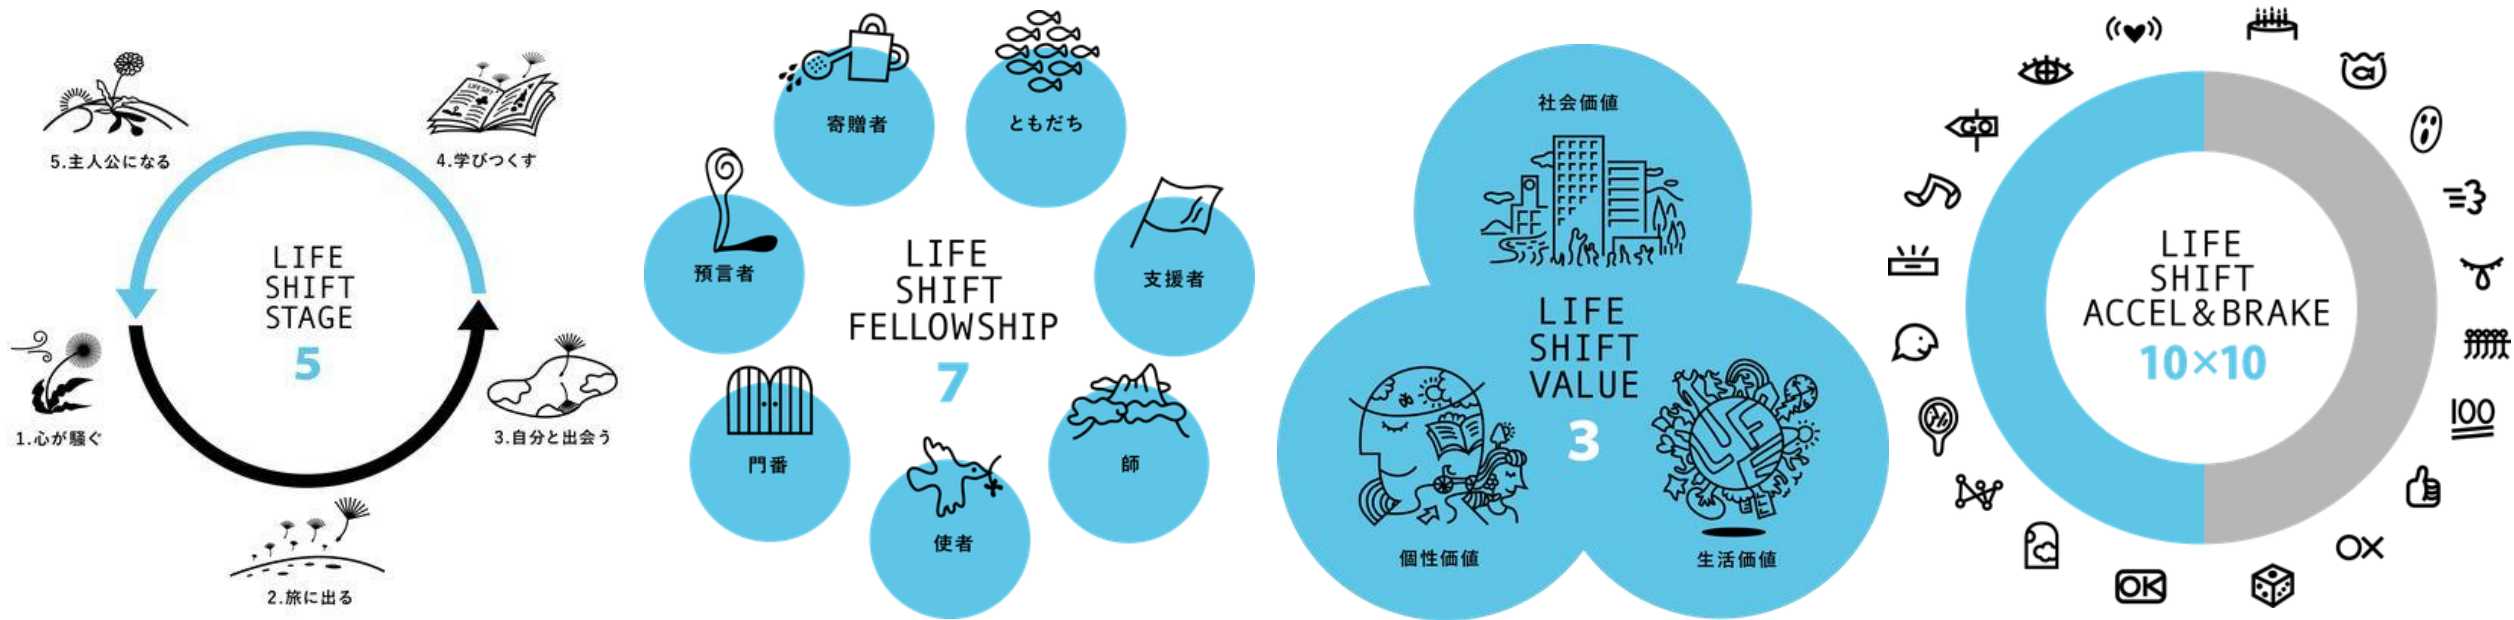 5.主人公になる
4.学びつくす
LIFE SHIFT
LIFE
SHIFT
STAGE
5
1.心が騒ぐ
3.自分と出会う
2.旅に出る
寄贈者
ともだち
預言者
支援者
LIFE
SHIFT
FELLOWSHIP
7
門番
師
使者
社会価値
LIFE
SHIFT
VALUE
3
LIFE
個性価値
生活価値
GO
LIFE
SHIFT
ACCEL&BRAKE
10×10
100
OX
OK